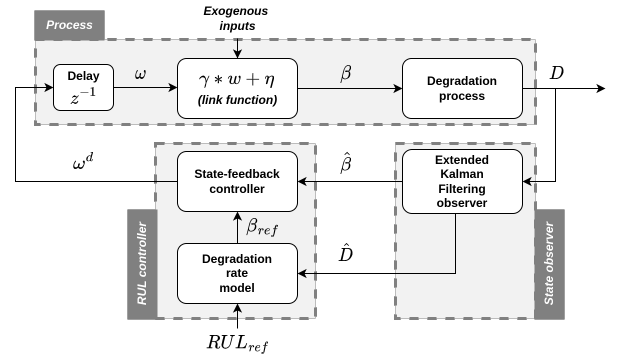 Exogenous
inputs
Process
Delay
z⁻¹
ω
γ * w + η
(link function)
β
Degradation
process
D
ω^d
State-feedback
controller
β̂
Extended
Kalman
Filtering
observer
β_ref
RUL controller
Degradation
rate
model
D̂
State observer
RUL_ref